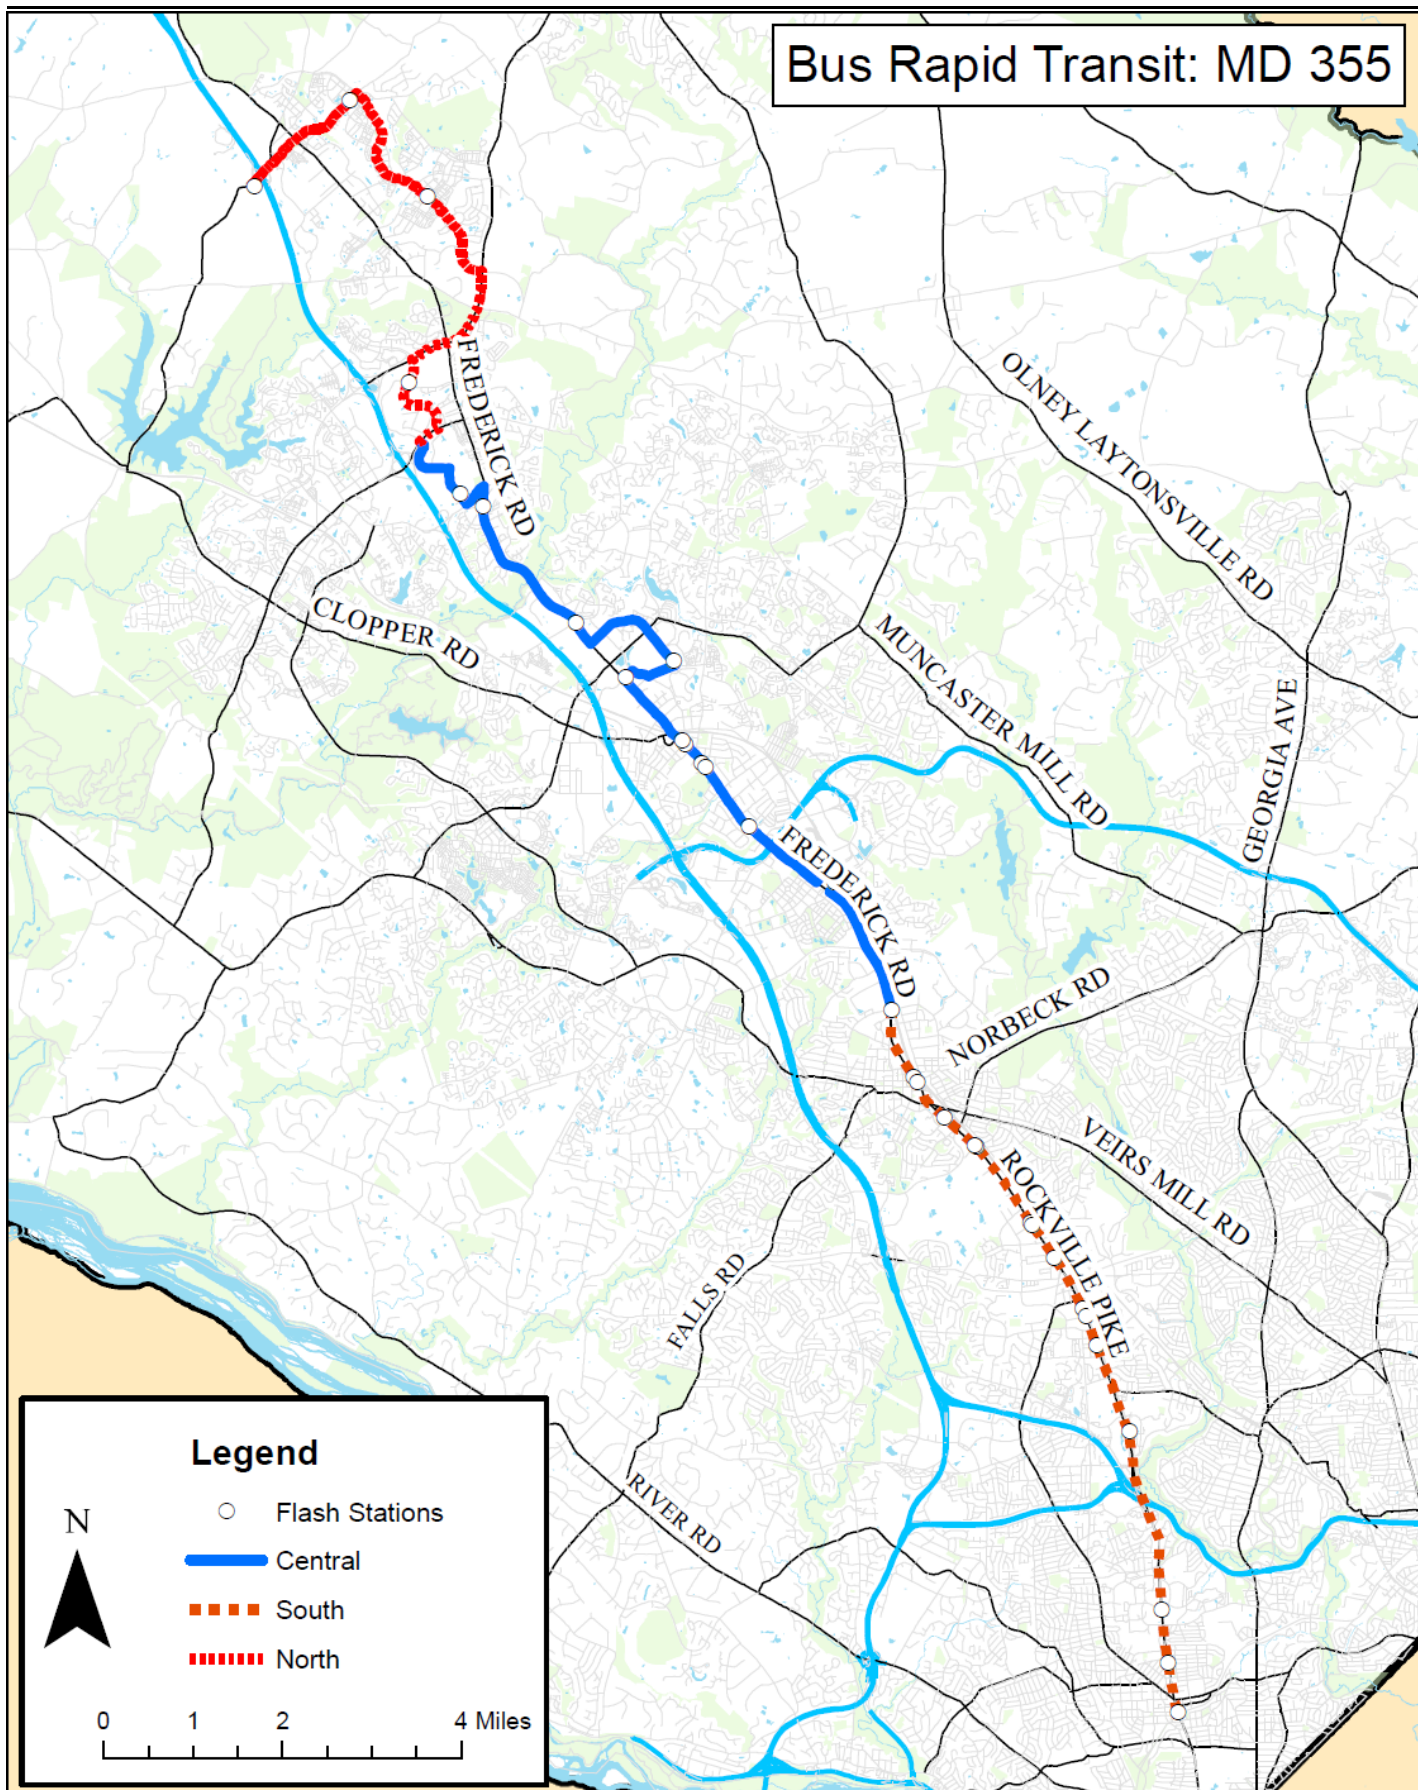 Bus Rapid Transit: MD 355
FREDERICK RD
OLNEY LAYTONSVILLE RD
CLOPPER RD
MUNCASTER MILL RD
GEORGIA AVE
FREDERICK RD
NORBECK RD
VEIRS MILL RD
ROCKVILLE PIKE
FALLS RD
RIVER RD
Legend
N
Flash Stations
Central
South
North
0 1 2 4 Miles